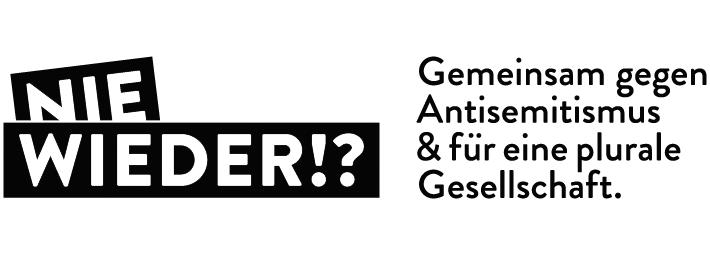 NIE
WIEDER!?
Gemeinsam gegen
Antisemitismus
& für eine plurale
Gesellschaft.